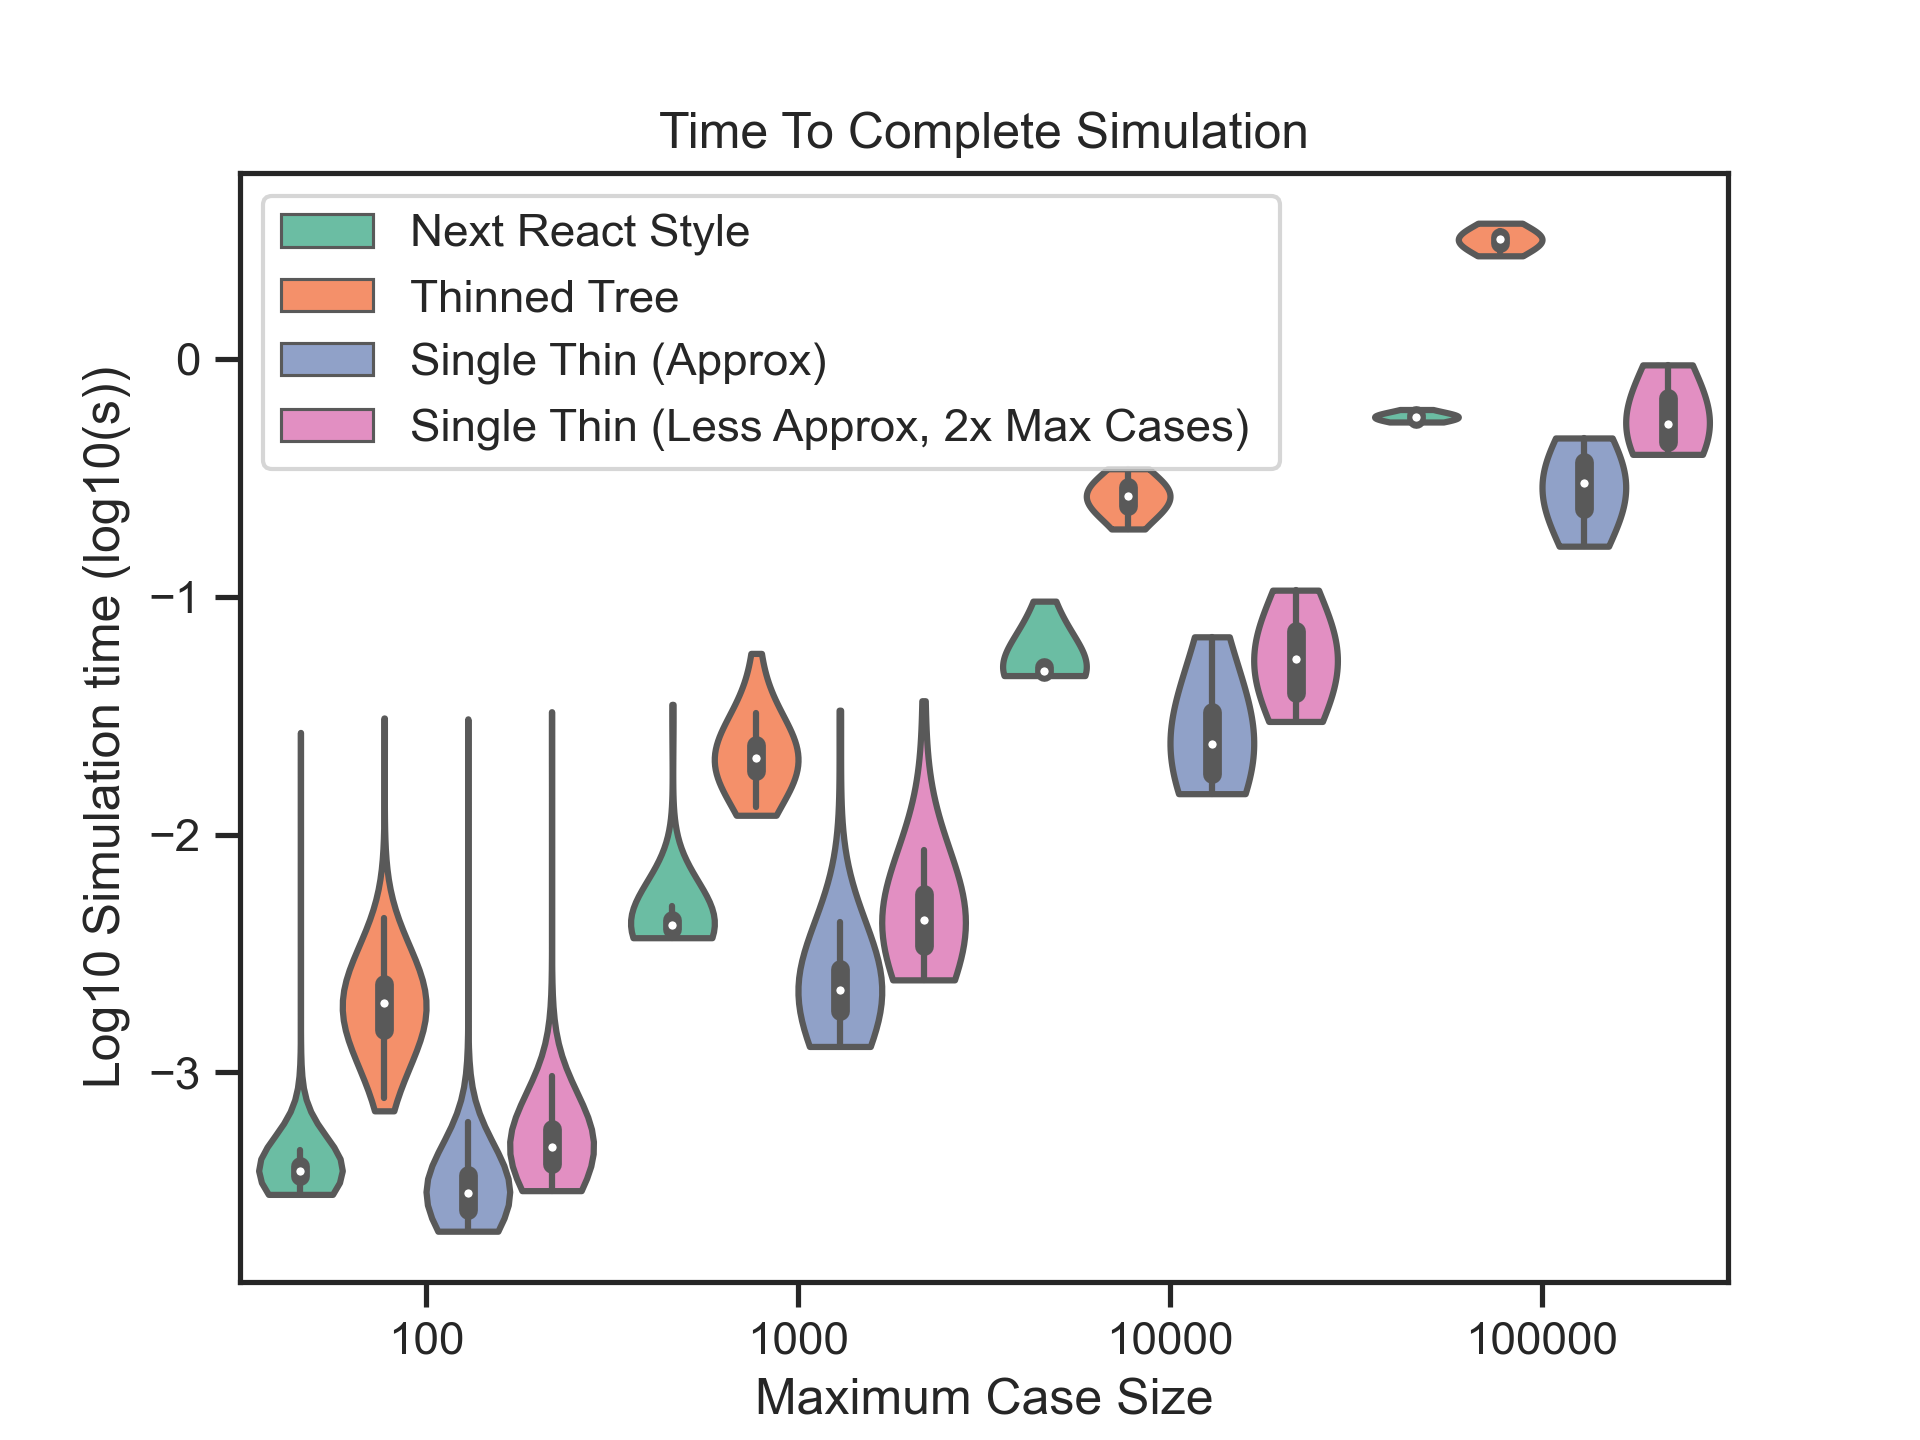 Time To Complete Simulation
Next React Style
Thinned Tree
Single Thin (Approx)
Single Thin (Less Approx, 2x Max Cases)
Log10 Simulation time (log10(s))
0
−1
−2
−3
100
1000
10000
100000
Maximum Case Size